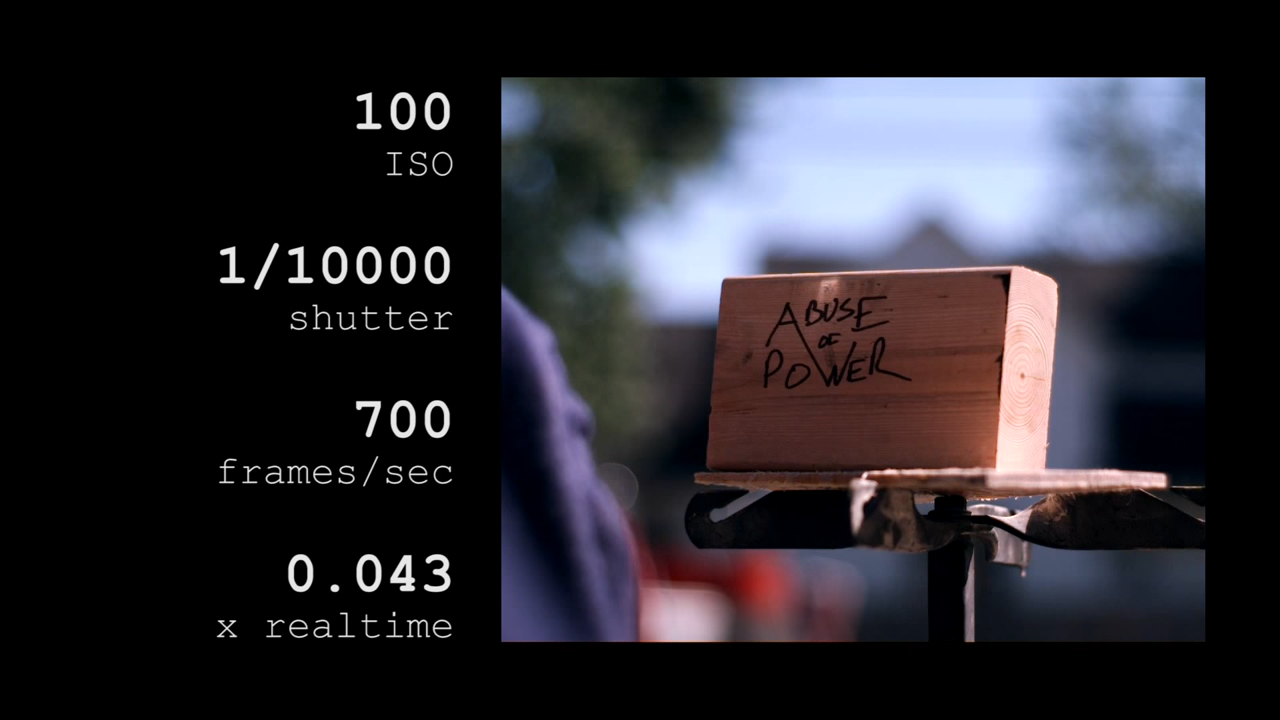 100
ISO
1/10000
shutter
700
frames/sec
0.043
x realtime
ABUSE
OF
POWER